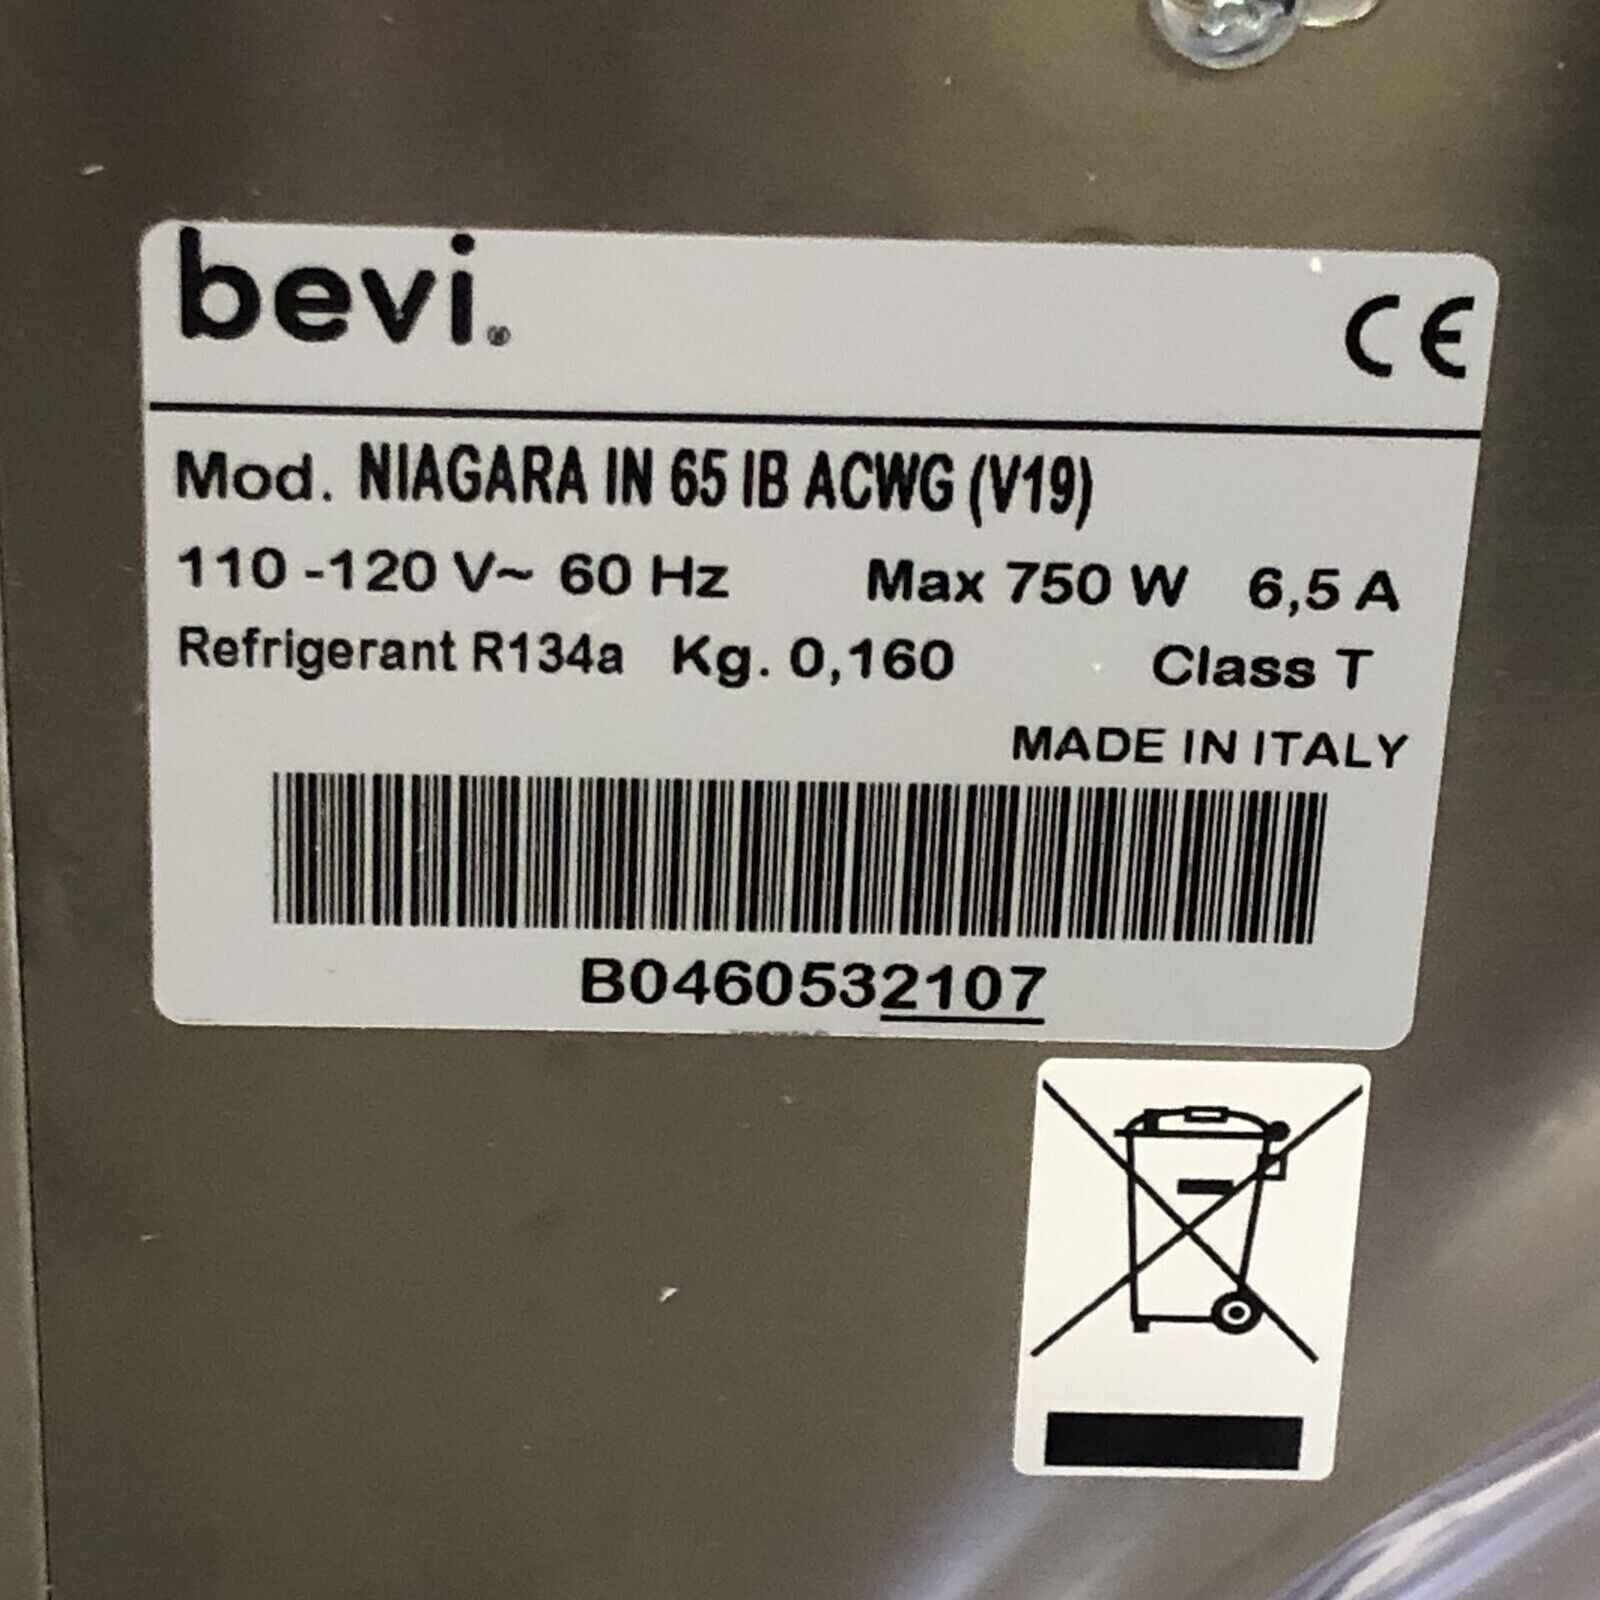 bevi.®
CE
Mod. NIAGARA IN 65 IB ACWG (V19)
110 -120 V~ 60 Hz Max 750 W 6,5 A
Refrigerant R134a Kg. 0,160 Class T
MADE IN ITALY
B0460532107